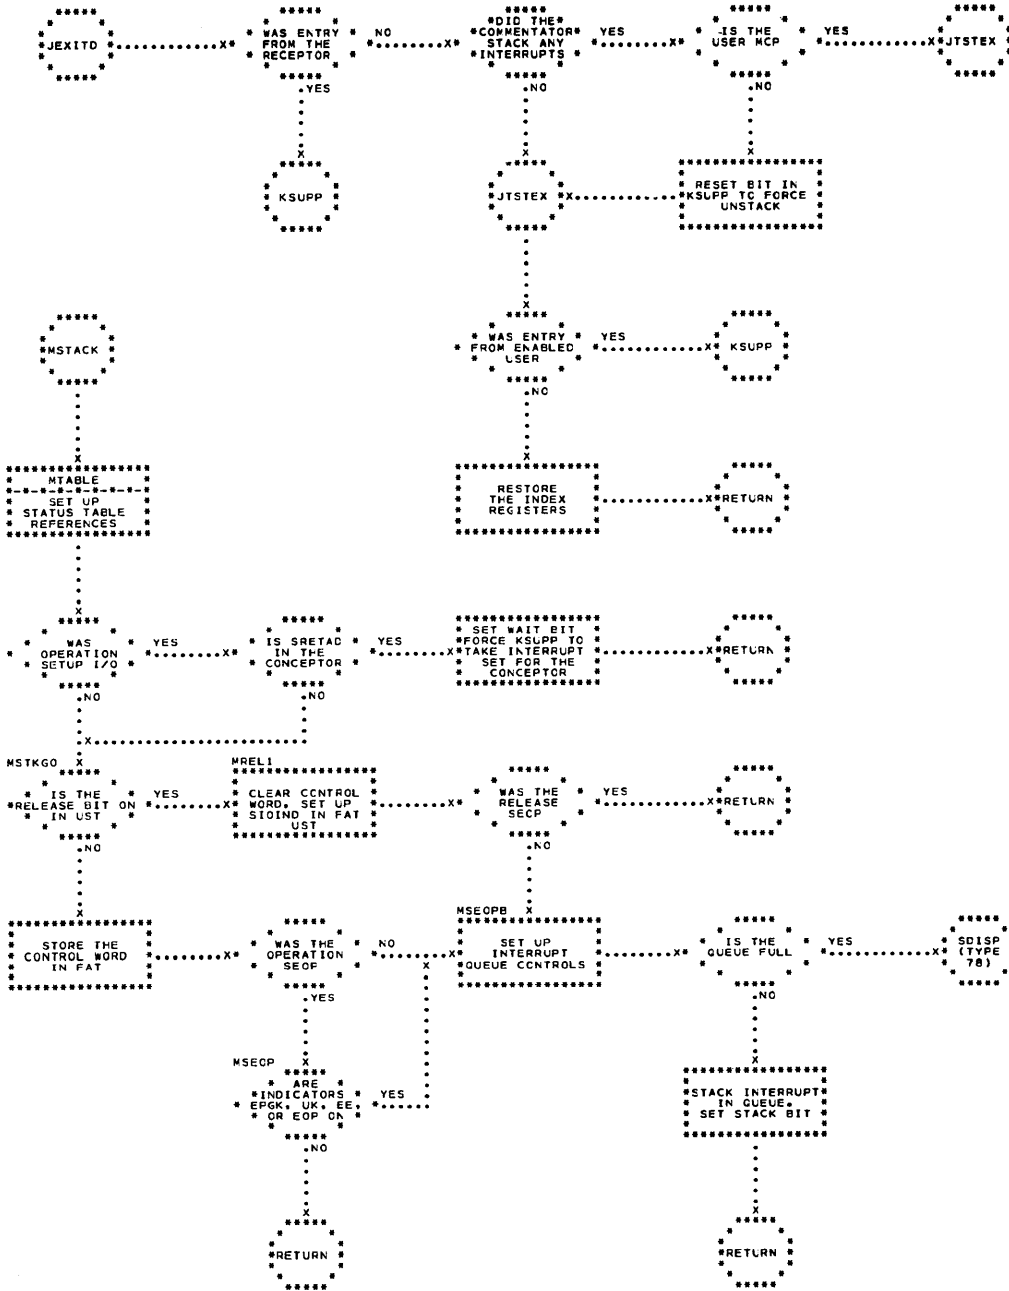 JEXITD
WAS ENTRY
FROM THE
RECEPTOR
NO
DID THE
COMMENTATOR
STACK ANY
INTERRUPTS
YES
IS THE
USER MCP
YES
JTSTEX
YES
NO
NO
KSUPP
JTSTEX
RESET BIT IN
KSUPP TO FORCE
UNSTACK
MSTACK
WAS ENTRY
FROM ENABLED
USER
YES
KSUPP
NO
MTABLE
SET UP
STATUS TABLE
REFERENCES
RESTORE
THE INDEX
REGISTERS
RETURN
WAS
OPERATION
SETUP I/O
YES
IS SRETAD
IN THE
CONCEPTOR
YES
SET WAIT BIT
FORCE KSUPP TO
TAKE INTERRUPT
SET FOR THE
CONCEPTOR
RETURN
NO
NO
MSTKGO
IS THE
RELEASE BIT ON
IN UST
YES
MREL1
CLEAR CONTROL
WORD. SET UP
SIOIND IN FAT
UST
WAS THE
RELEASE
SEOP
YES
RETURN
NO
NO
STORE THE
CONTROL WORD
IN FAT
WAS THE
OPERATION
SEOP
NO
MSEOPB
SET UP
INTERRUPT
QUEUE CONTROLS
IS THE
QUEUE FULL
YES
SDISP
(TYPE
78)
YES
NO
MSEOP
ARE
INDICATORS
EPGK, UK, EE,
OR EOP ON
YES
STACK INTERRUPT
IN QUEUE.
SET STACK BIT
NO
RETURN
RETURN